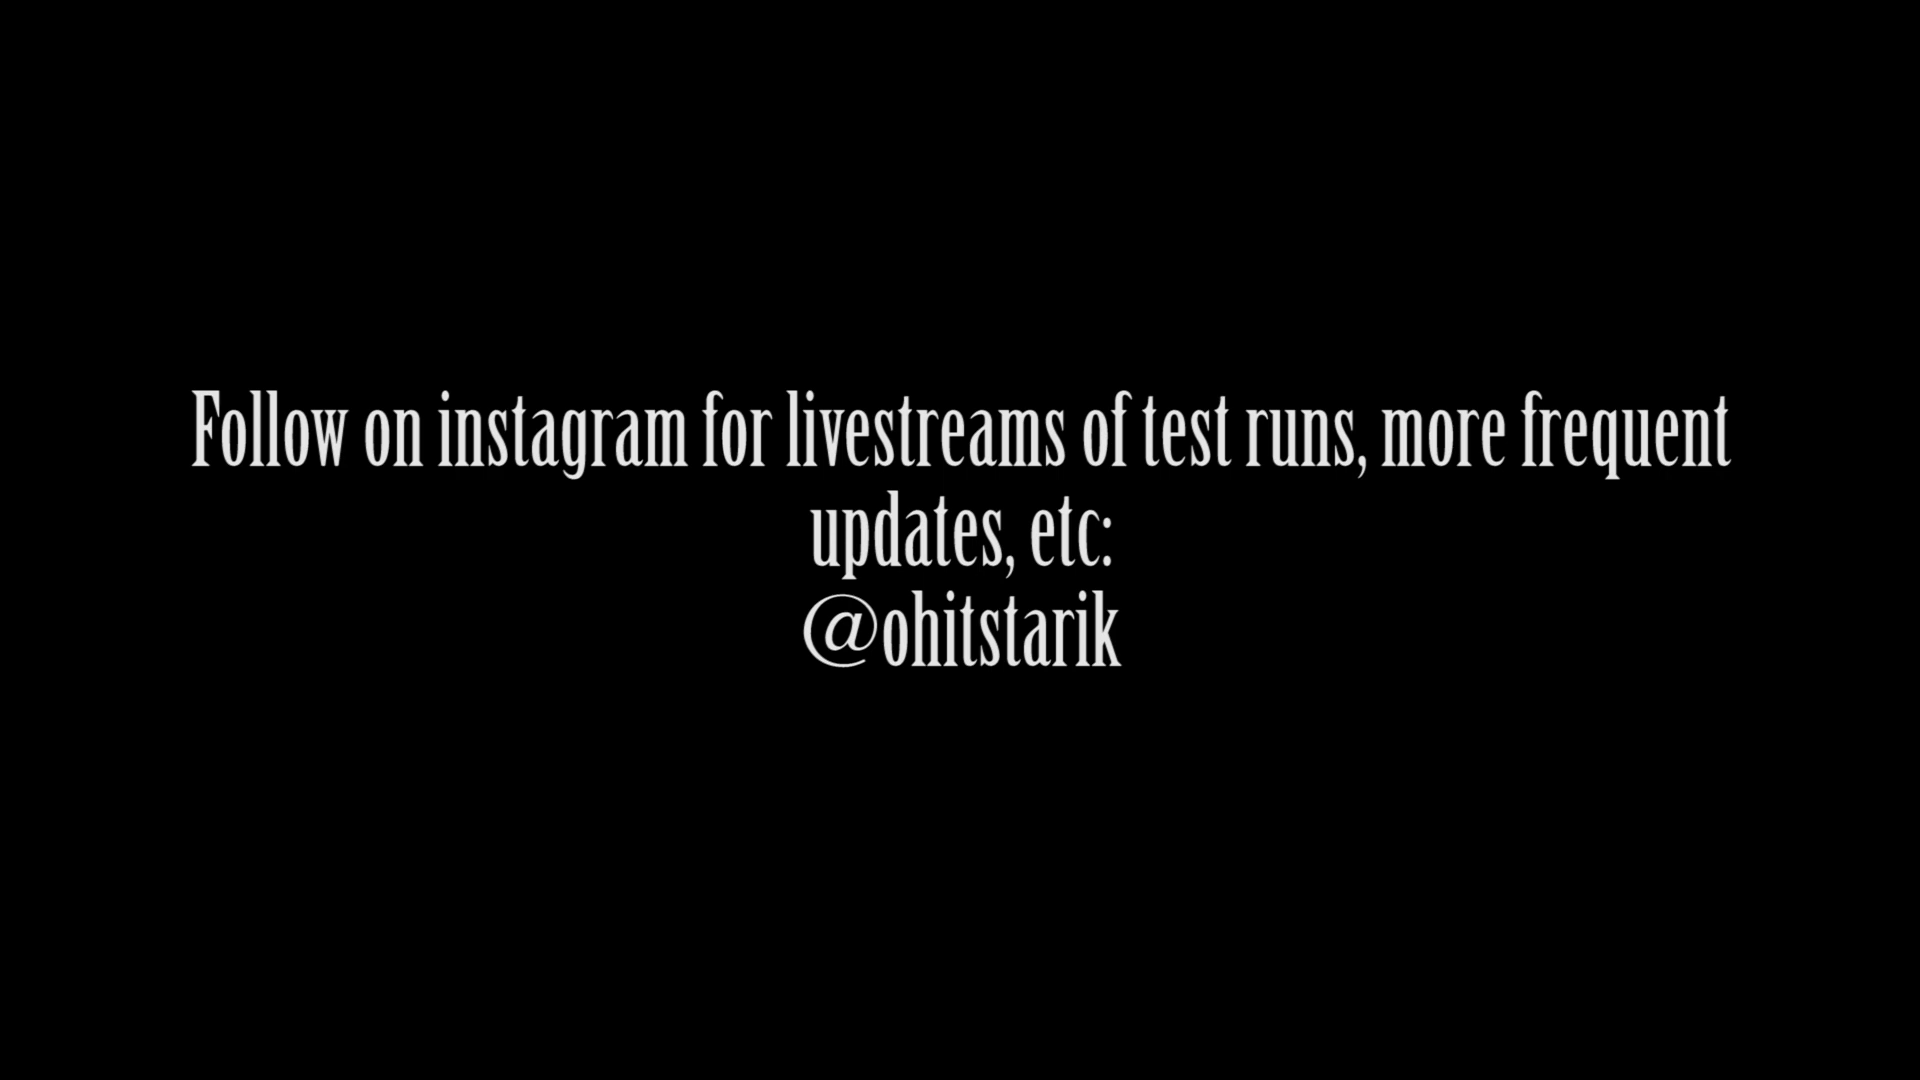 Follow on instagram for livestreams of test runs, more frequent
updates, etc:
@ohitstarik